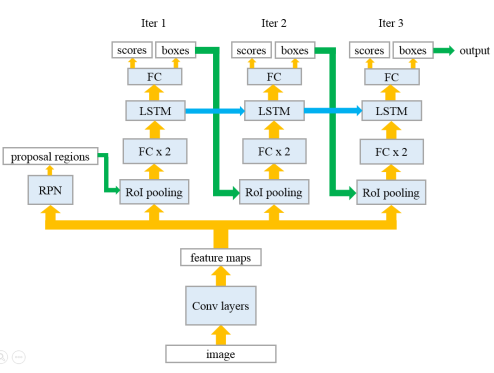 Iter 1 Iter 2 Iter 3
scores boxes scores boxes scores boxes output
FC FC FC
LSTM LSTM LSTM
FC x 2 FC x 2 FC x 2
proposal regions
RPN RoI pooling RoI pooling RoI pooling
feature maps
Conv layers
image